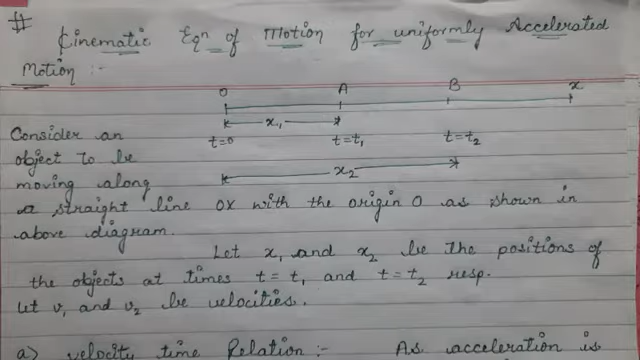 # Kinematic Eqn of Motion for uniformly Accelerated
Motion :-
O A B x
x1
t=0 t=t1 t=t2
x2
Consider an
object to be
moving along
a straight line OX with the origin O as shown in
above diagram.
Let x1 and x2 be the positions of
the objects at times t=t1 and t=t2 resp.
Let v1 and v2 be velocities.
a) velocity time Relation :- As acceleration is